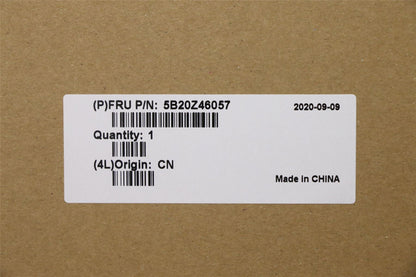 (P)FRU P/N: 5B20Z46057 2020-09-09
Quantity: 1
(4L)Origin: CN
Made in CHINA